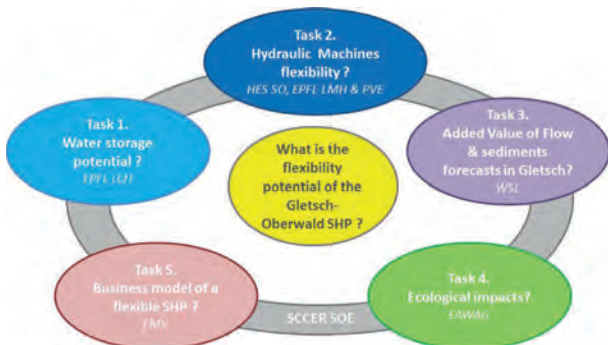 Task 2.
Hydraulic Machines
flexibility ?
HES SO, EPFL LMH & PVE
Task 1.
Water storage
potential ?
EPFL LCH
What is the
flexibility
potential of the
Gletsch-
Oberwald SHP ?
Task 3.
Added Value of Flow
& sediments
forecasts in Gletsch?
WSL
Task 5.
Business model of a
flexible SHP ?
FMV
Task 4.
Ecological impacts?
EAWAG
SCCER SOE